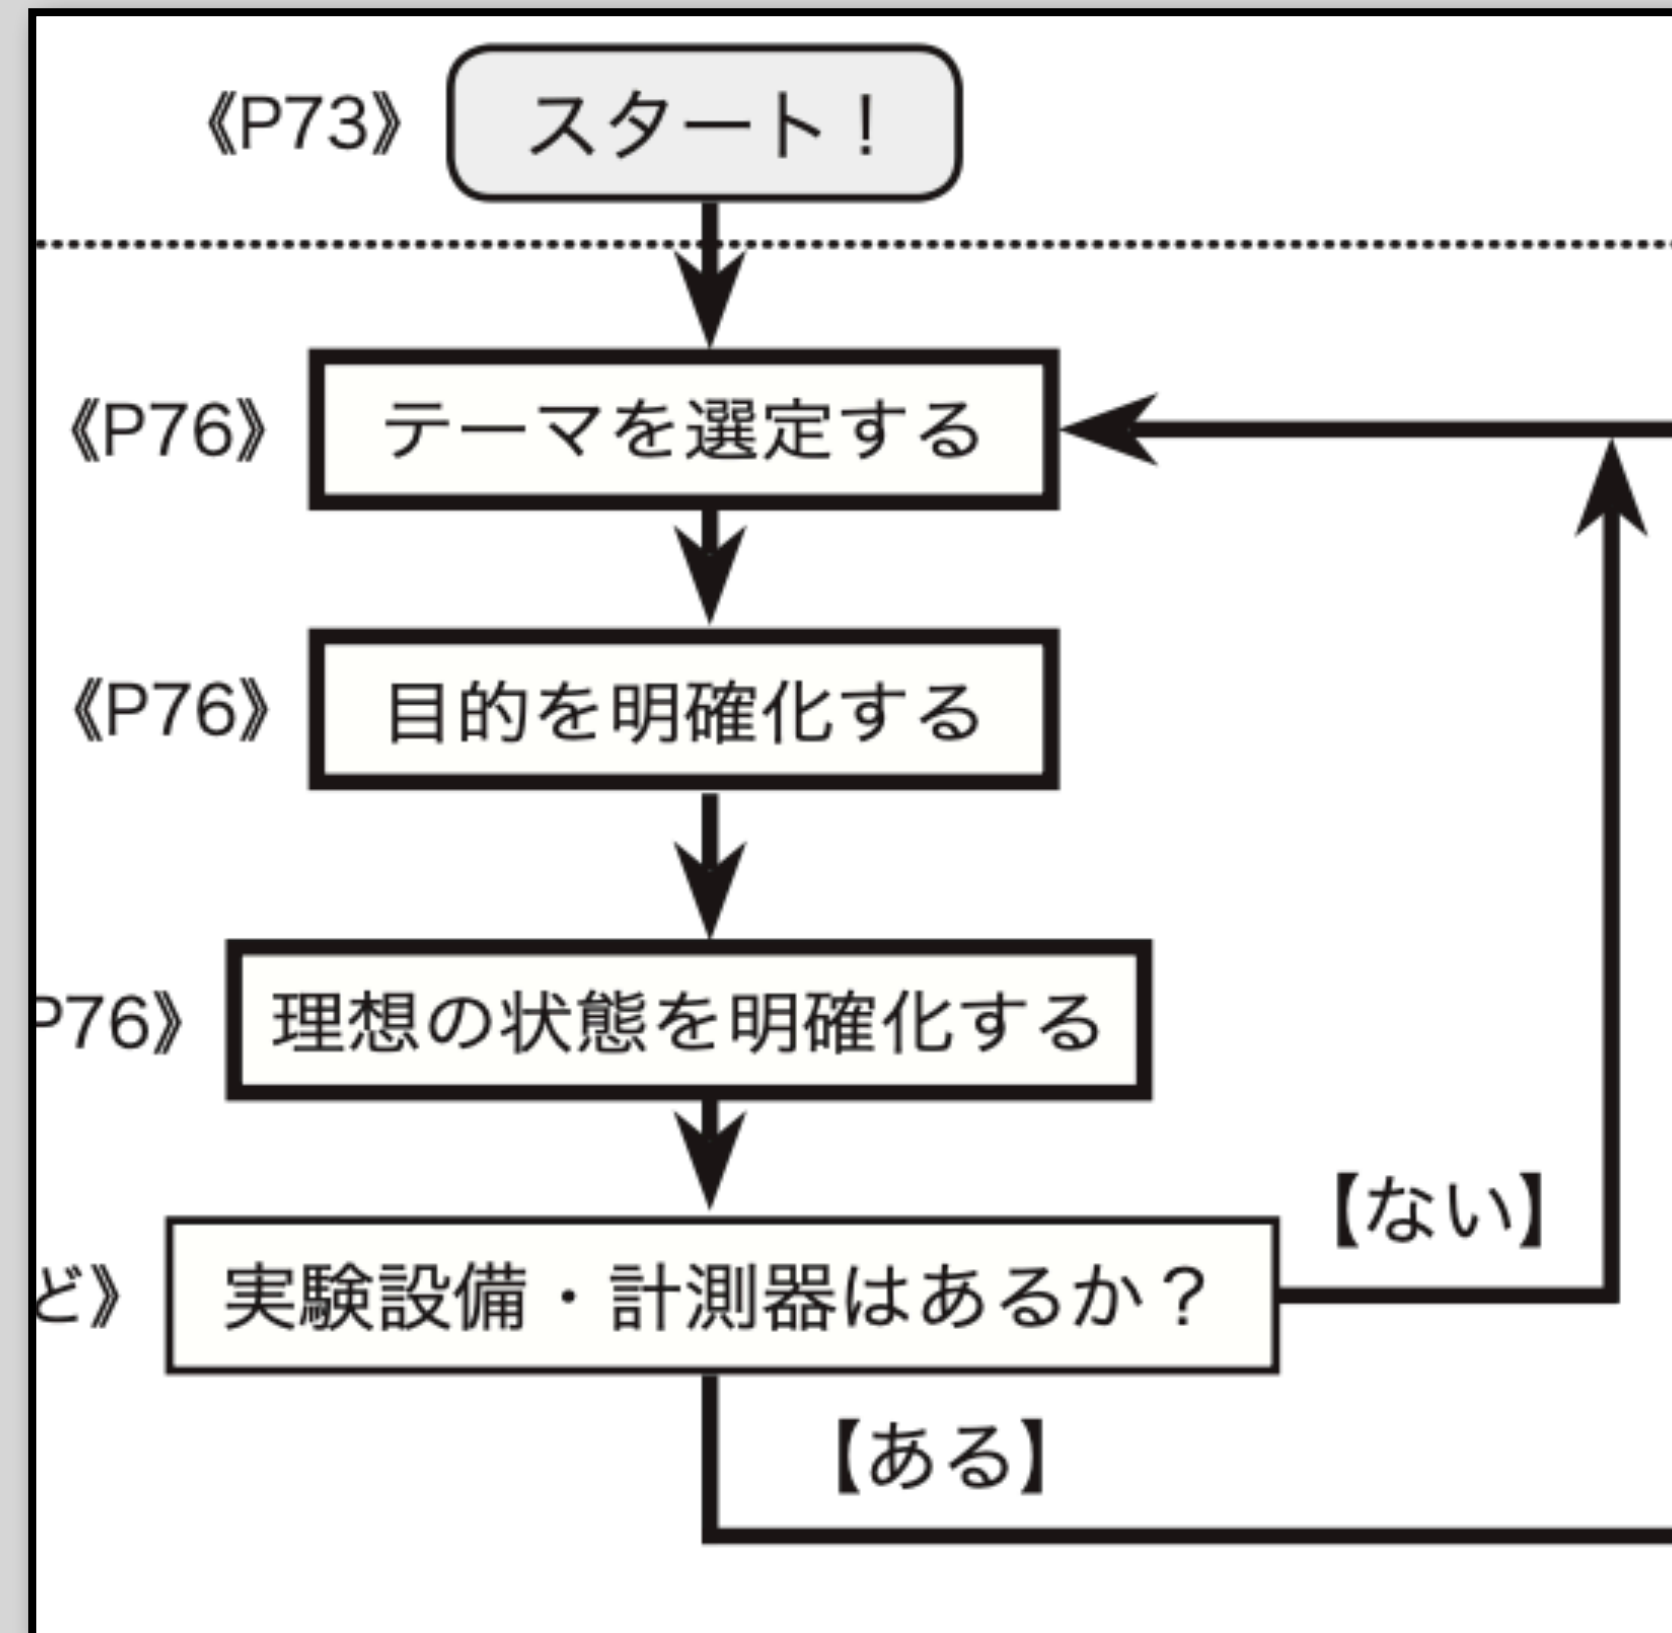 《P73》 スタート！
《P76》 テーマを選定する
《P76》 目的を明確化する
P76》 理想の状態を明確化する
【ない】
ど》 実験設備・計測器はあるか？
【ある】